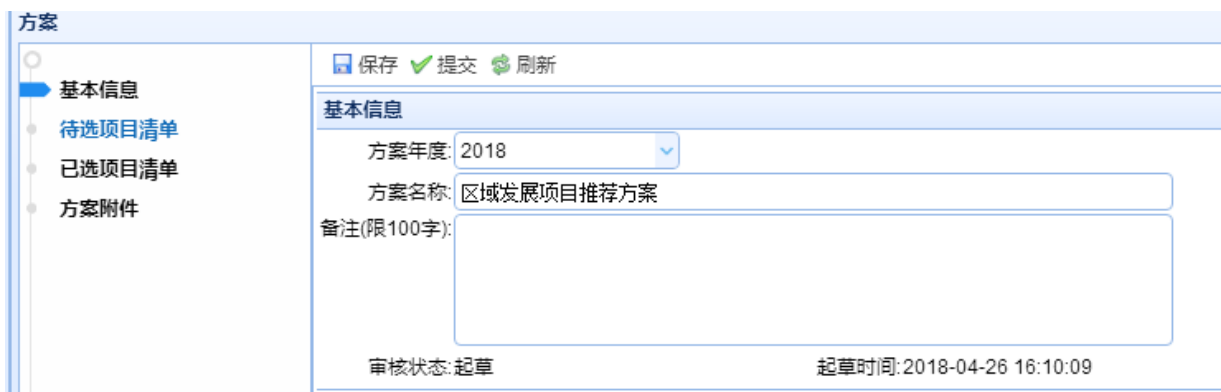 方案
基本信息
待选项目清单
已选项目清单
方案附件
保存 提交 刷新
基本信息
方案年度: 2018
方案名称: 区域发展项目推荐方案
备注(限100字):
审核状态: 起草 起草时间: 2018-04-26 16:10:09